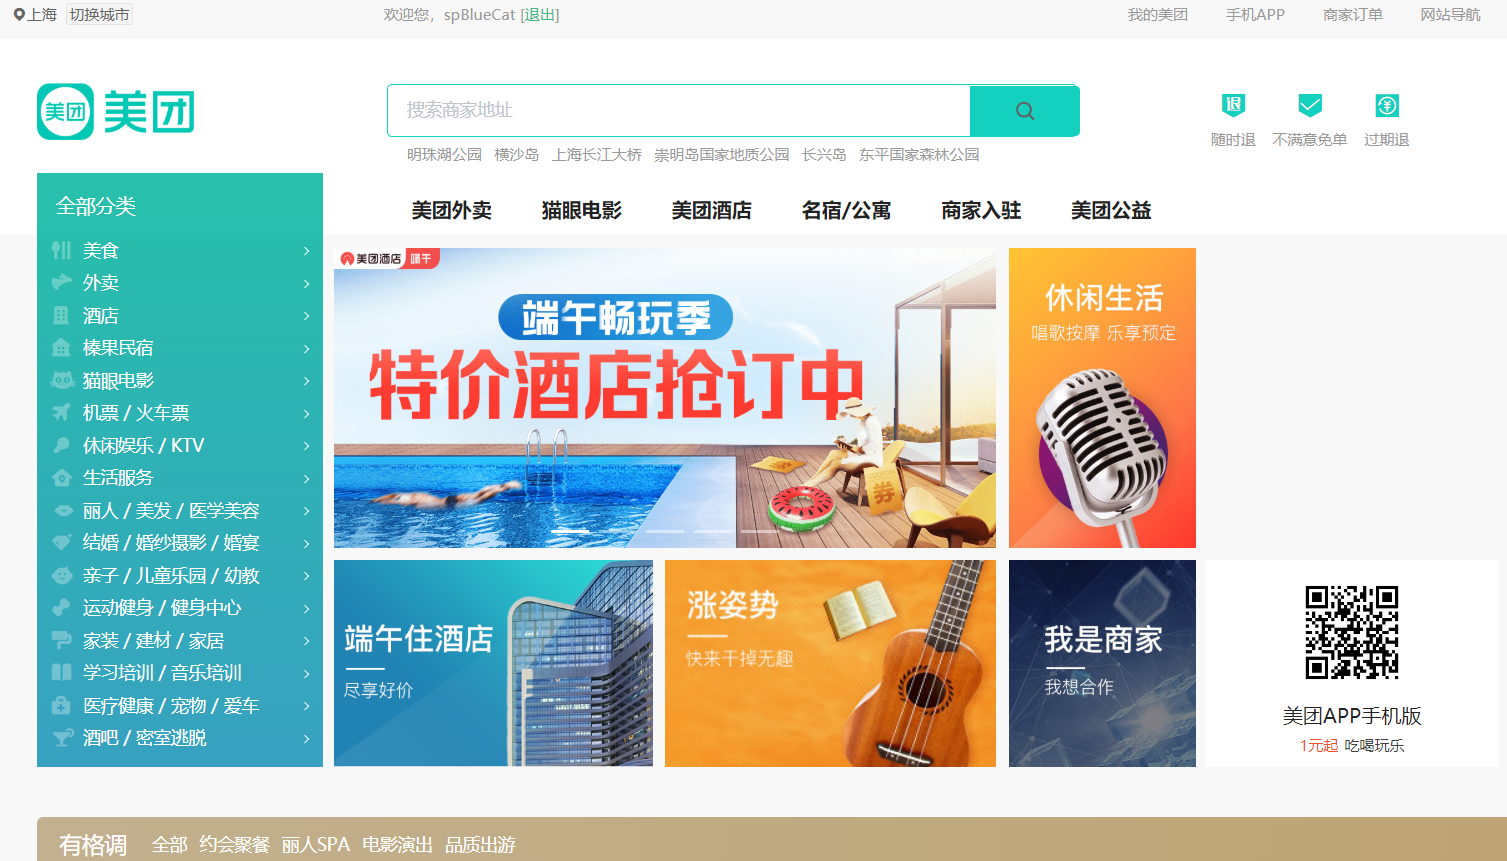 上海 切换城市 欢迎您，spBlueCat [退出] 我的美团 手机APP 商家订单 网站导航
美团 美团
搜索商家地址
退
随时退 不满意免单 过期退
明珠湖公园 横沙岛 上海长江大桥 崇明岛国家地质公园 长兴岛 东平国家森林公园
全部分类
美团外卖 猫眼电影 美团酒店 名宿/公寓 商家入驻 美团公益
美食
外卖
酒店
榛果民宿
猫眼电影
机票 / 火车票
休闲娱乐 / KTV
生活服务
丽人 / 美发 / 医学美容
结婚 / 婚纱摄影 / 婚宴
亲子 / 儿童乐园 / 幼教
运动健身 / 健身中心
家装 / 建材 / 家居
学习培训 / 音乐培训
医疗健康 / 宠物 / 爱车
酒吧 / 密室逃脱
美团酒店 端午
端午畅玩季
特价酒店抢订中
券
休闲生活
唱歌按摩 乐享预定
端午住酒店
尽享好价
涨姿势
快来干掉无趣
我是商家
我想合作
美团APP手机版
1元起 吃喝玩乐
有格调 全部 约会聚餐 丽人SPA 电影演出 品质出游